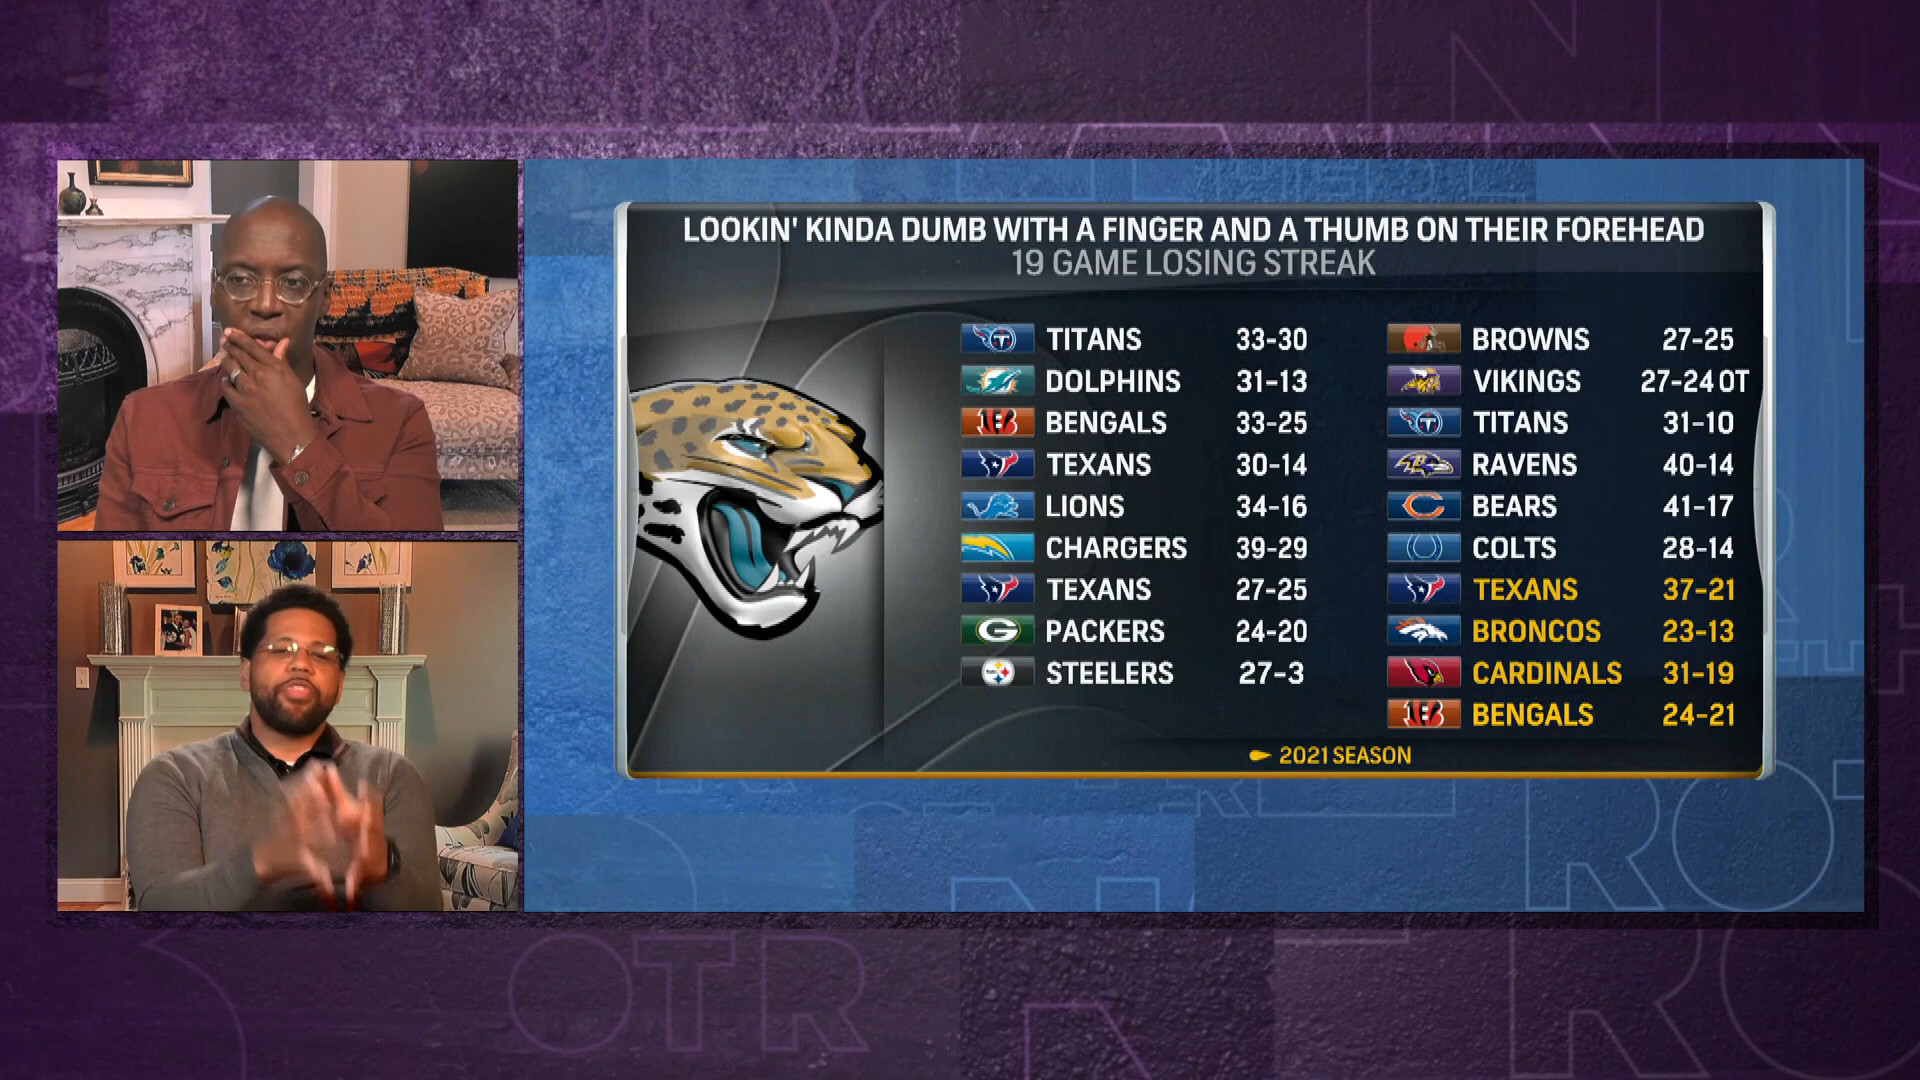 LOOKIN' KINDA DUMB WITH A FINGER AND A THUMB ON THEIR FOREHEAD
19 GAME LOSING STREAK
TITANS 33-30
DOLPHINS 31-13
BENGALS 33-25
TEXANS 30-14
LIONS 34-16
CHARGERS 39-29
TEXANS 27-25
PACKERS 24-20
STEELERS 27-3
BROWNS 27-25
VIKINGS 27-24 OT
TITANS 31-10
RAVENS 40-14
BEARS 41-17
COLTS 28-14
TEXANS 37-21
BRONCOS 23-13
CARDINALS 31-19
BENGALS 24-21
2021 SEASON
OTR